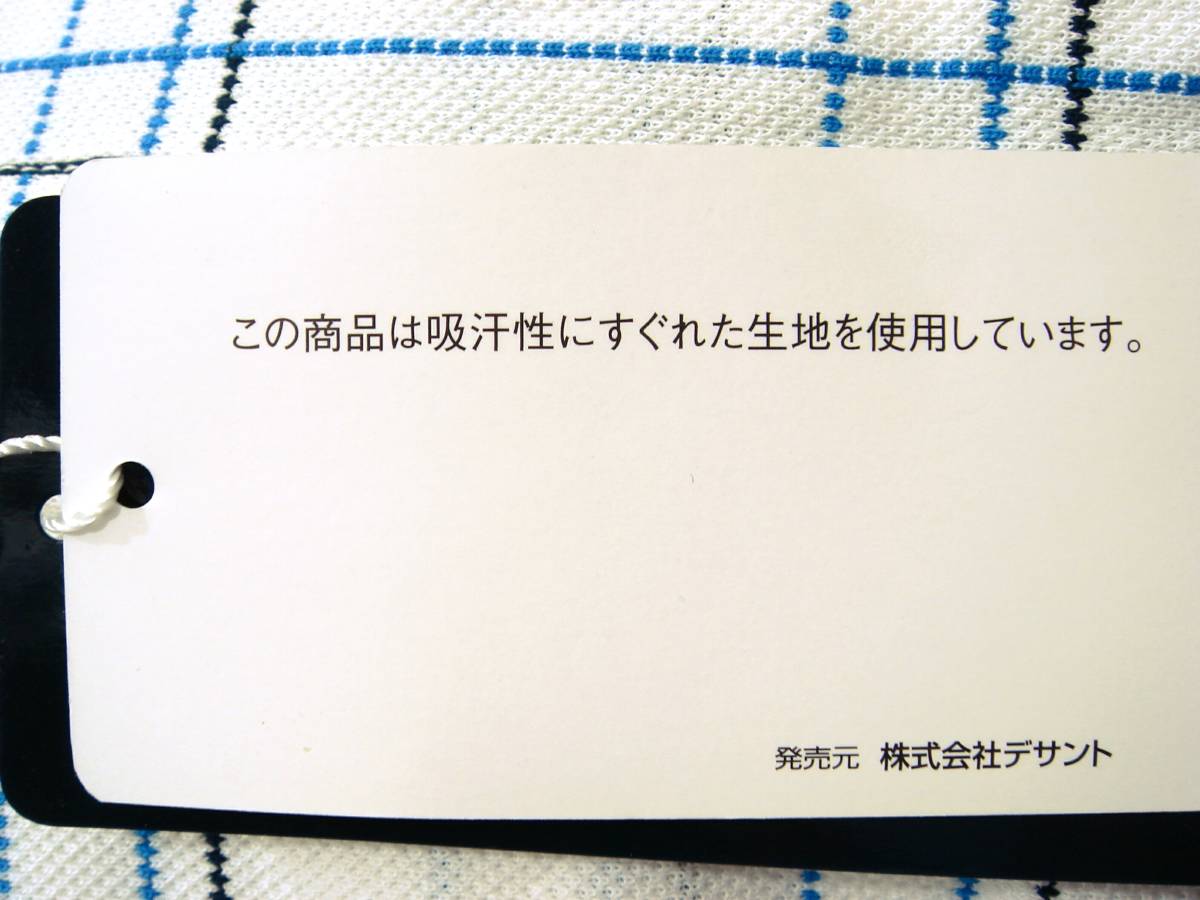 この商品は吸汗性にすぐれた生地を使用しています。
発売元 株式会社デサント